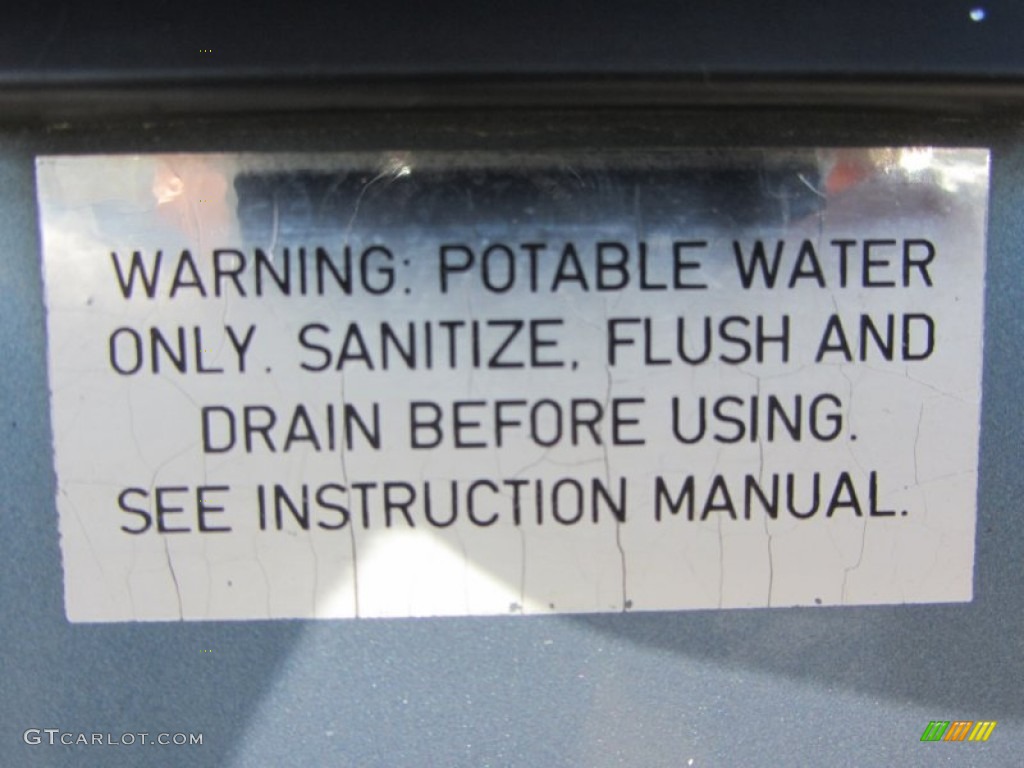 WARNING: POTABLE WATER
ONLY. SANITIZE, FLUSH AND
DRAIN BEFORE USING.
SEE INSTRUCTION MANUAL.
GTCARLOT.COM